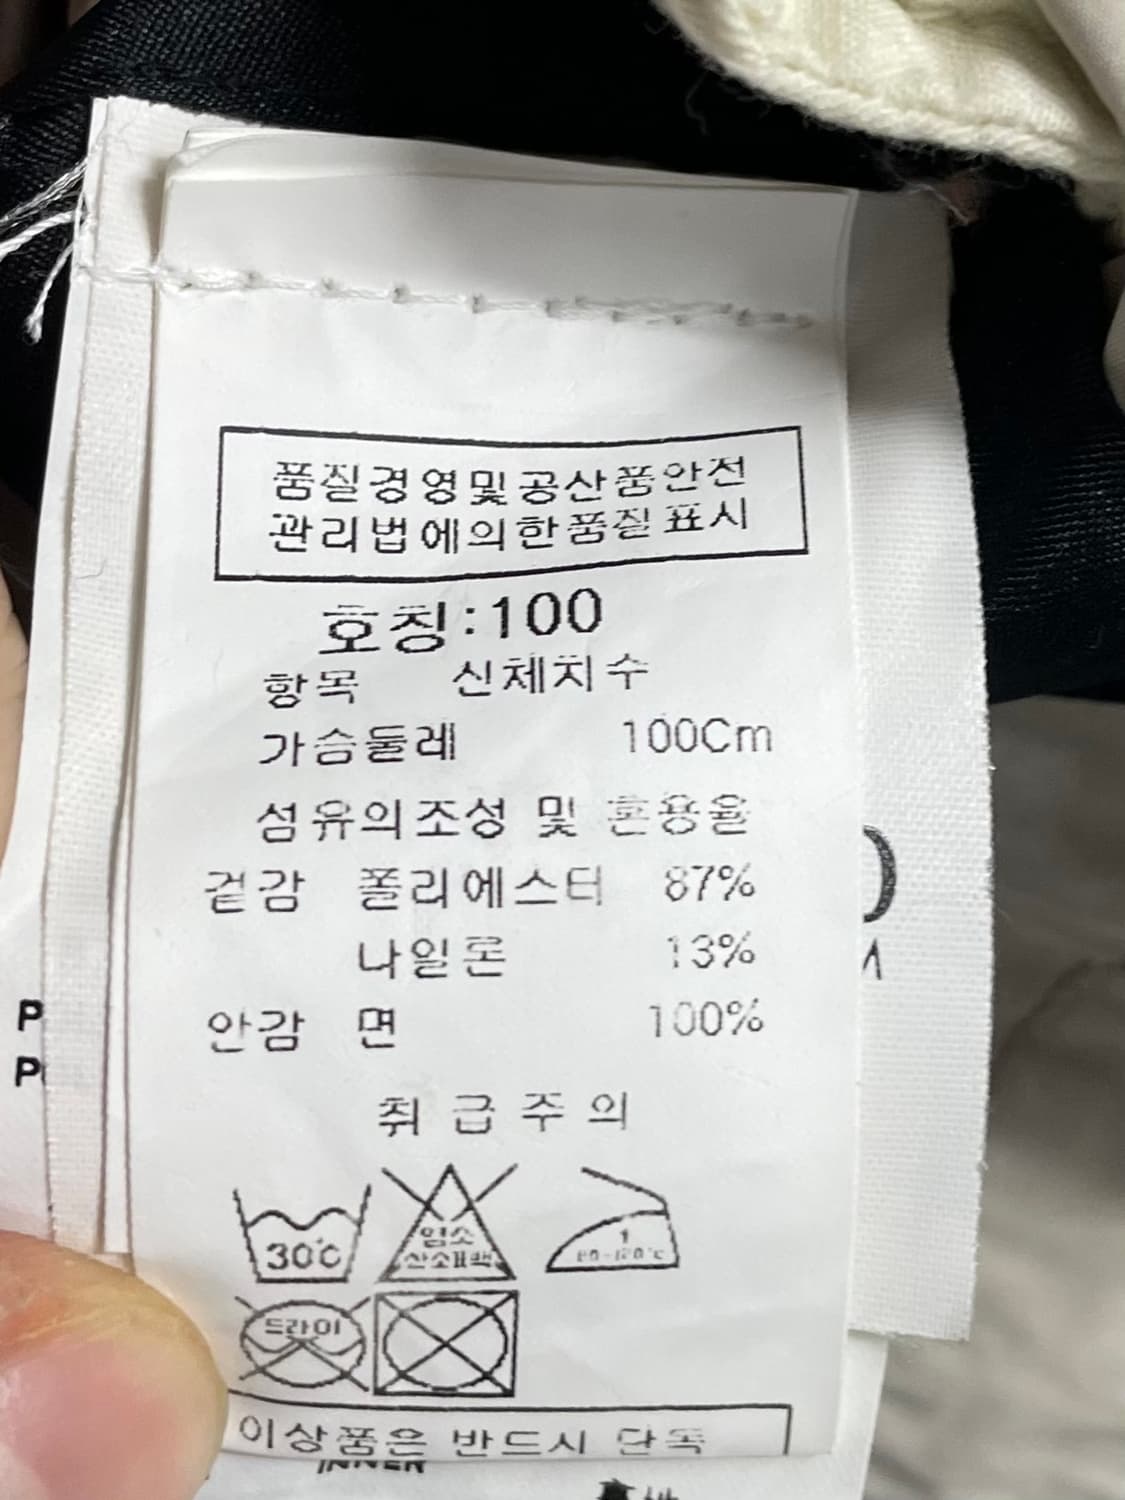 품질경영및공산품안전
관리법에의한품질표시
호칭:100
항목 신체치수
가슴둘레 100Cm
섬유의조성 및 혼용율
겉감 폴리에스터 87%
나일론 13%
안감 면 100%
취급주의
30℃
염소
산소표백
1
80-120℃
드라이
이상품은 반드시 단독
INNER
P
P